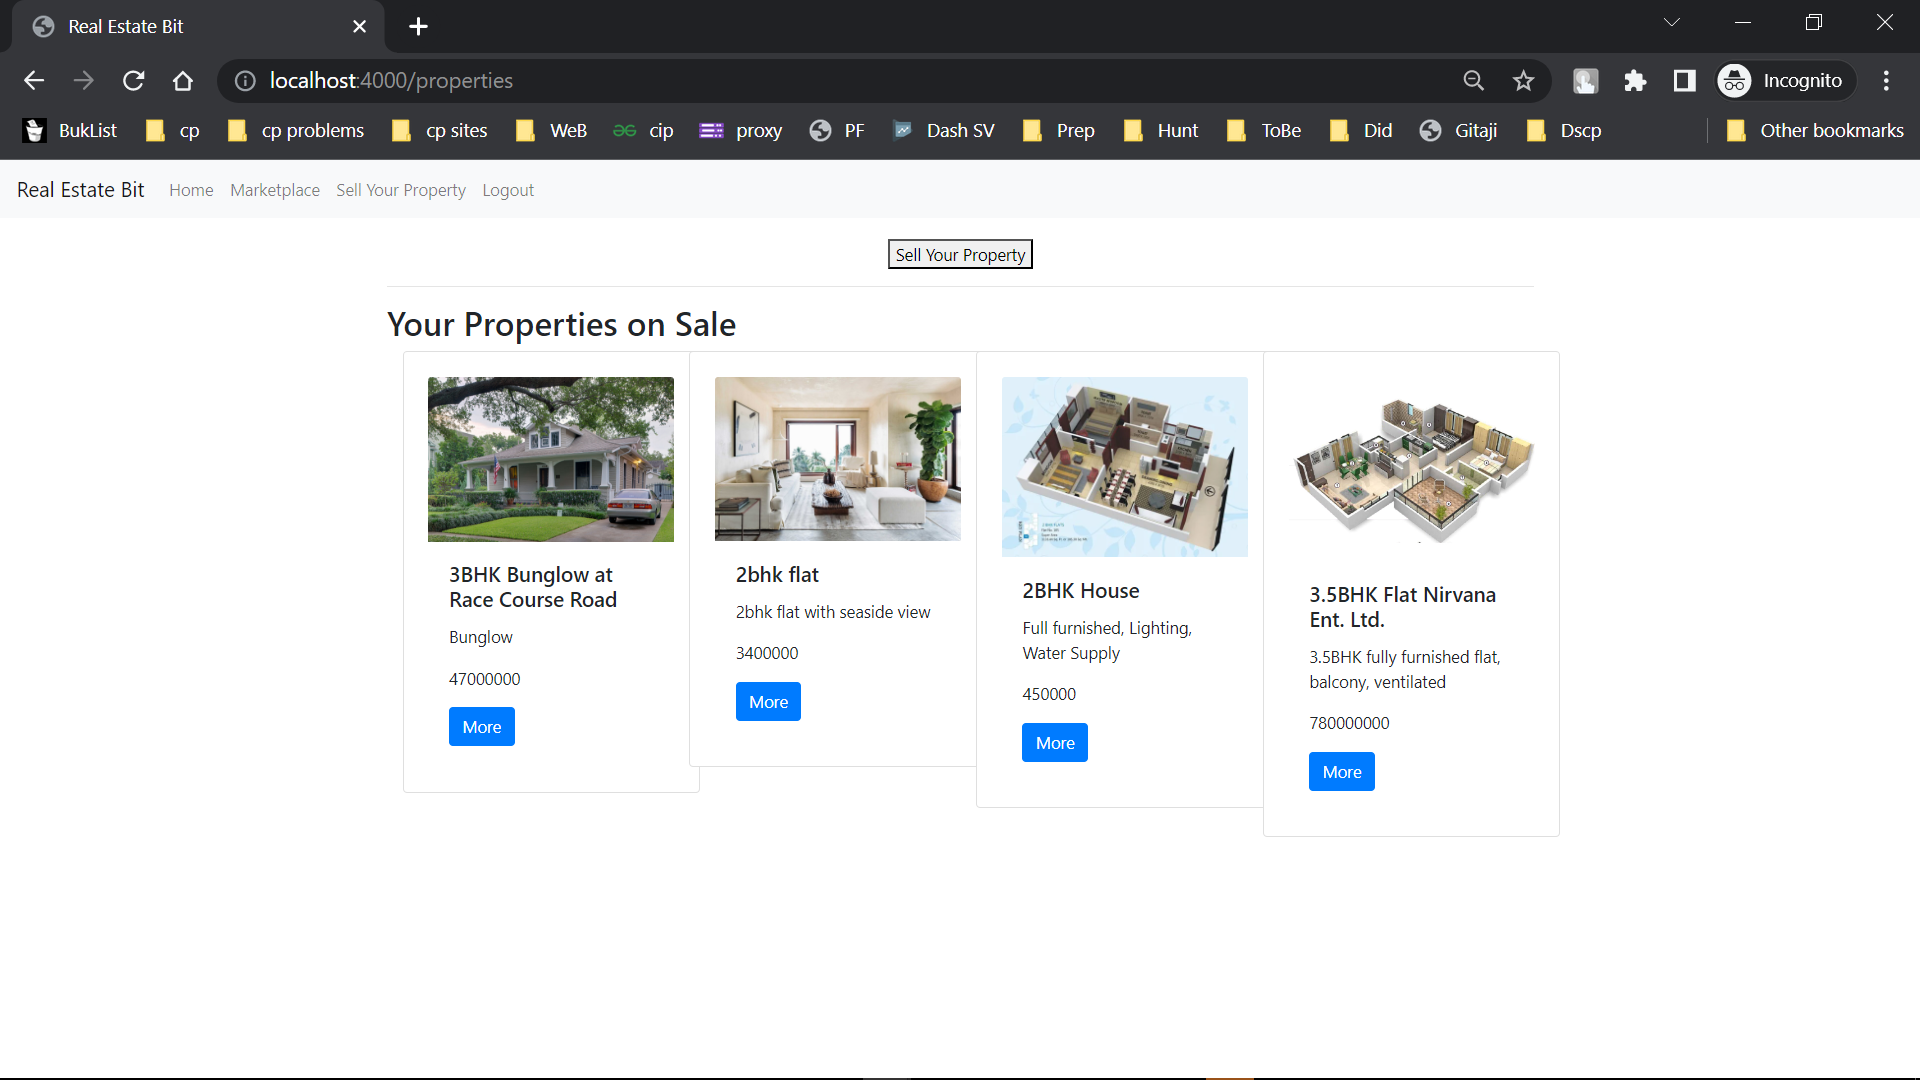 Real Estate Bit
localhost:4000/properties
Incognito
BukList cp cp problems cp sites WeB cip proxy PF Dash SV Prep Hunt ToBe Did Gitaji Dscp Other bookmarks
Real Estate Bit Home Marketplace Sell Your Property Logout
Sell Your Property
Your Properties on Sale
3BHK Bunglow at
Race Course Road
Bunglow
47000000
More
2bhk flat
2bhk flat with seaside view
3400000
More
2BHK House
Full furnished, Lighting,
Water Supply
450000
More
3.5BHK Flat Nirvana
Ent. Ltd.
3.5BHK fully furnished flat,
balcony, ventilated
780000000
More